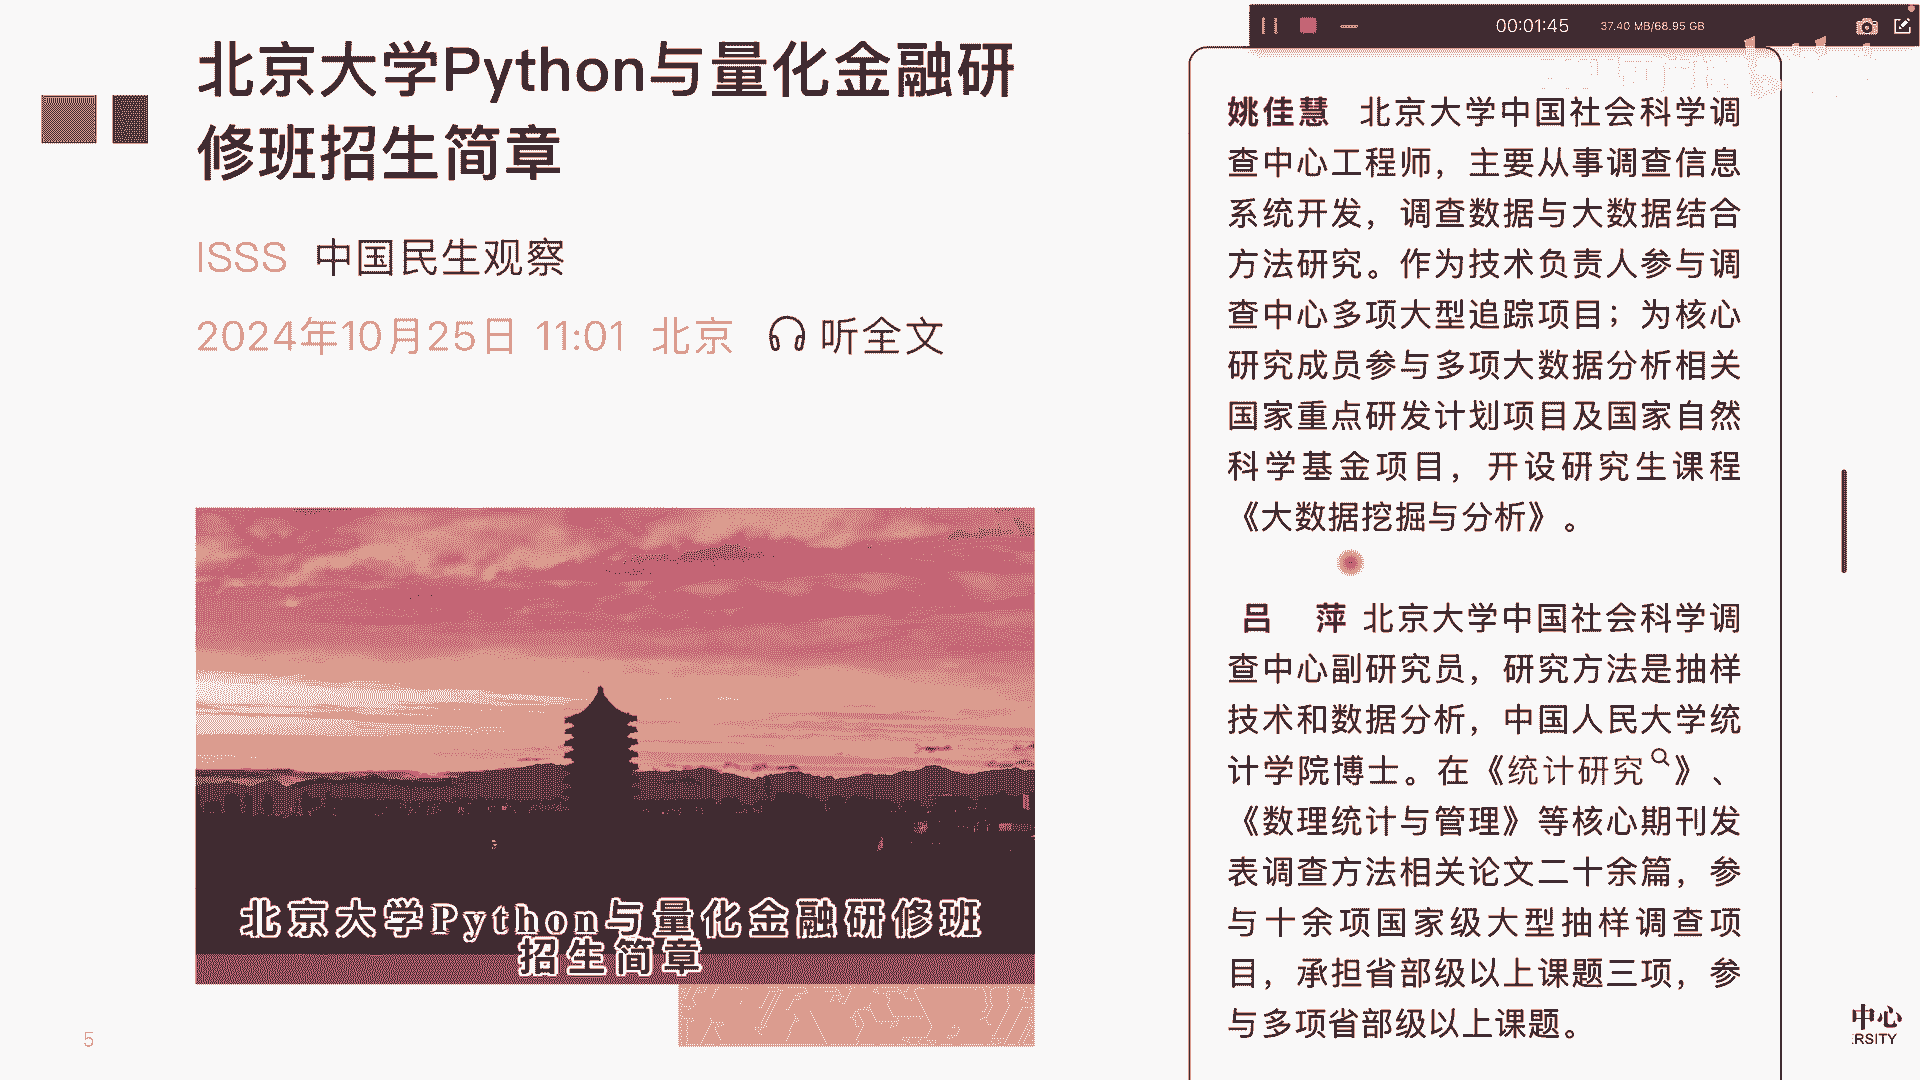 00:01:45 37.40 MB/68.95 GB
北京大学Python与量化金融研
修班招生简章
ISSS 中国民生观察
2024年10月25日 11:01 北京 听全文
北京大学Python与量化金融研修班
招生简章
5
姚佳慧 北京大学中国社会科学调
查中心工程师，主要从事调查信息
系统开发，调查数据与大数据结合
方法研究。作为技术负责人参与调
查中心多项大型追踪项目；为核心
研究成员参与多项大数据分析相关
国家重点研发计划项目及国家自然
科学基金项目，开设研究生课程
《大数据挖掘与分析》。
吕 萍 北京大学中国社会科学调
查中心副研究员，研究方法是抽样
技术和数据分析，中国人民大学统
计学院博士。在《统计研究》、
《数理统计与管理》等核心期刊发
表调查方法相关论文二十余篇，参
与十余项国家级大型抽样调查项
目，承担省部级以上课题三项，参
与多项省部级以上课题。
中心
RSITY